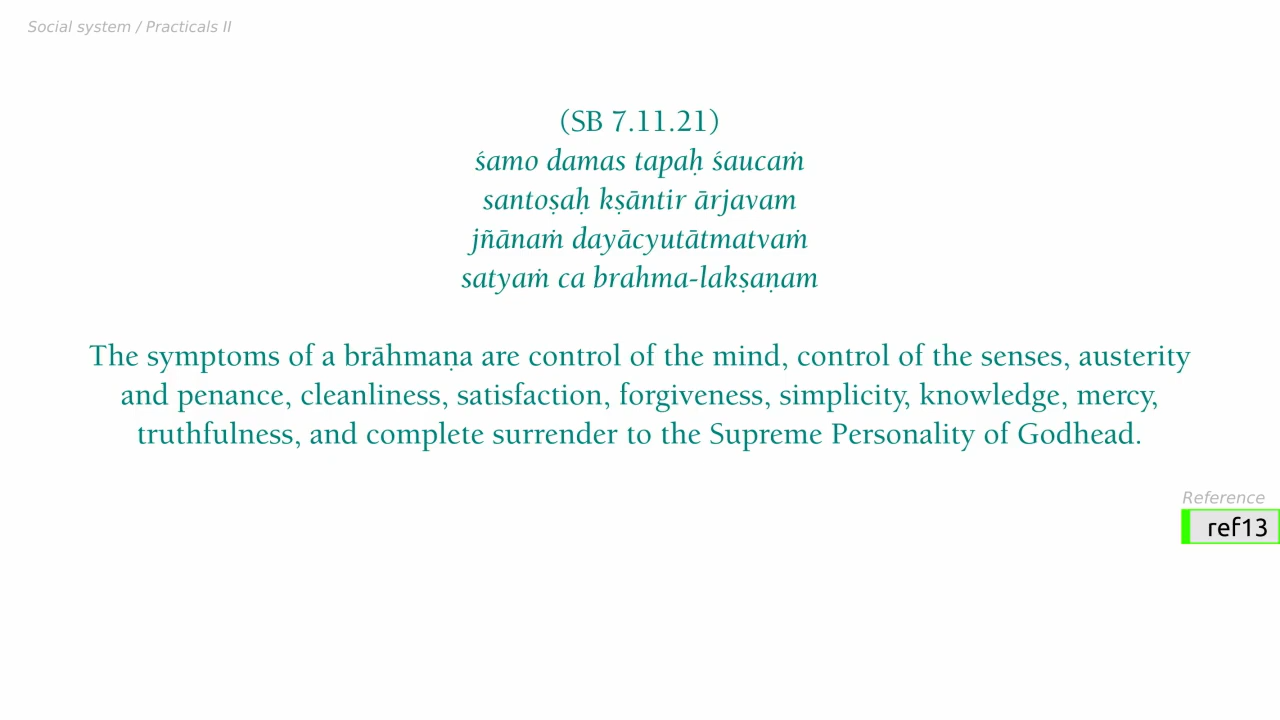 Social system / Practicals II
(SB 7.11.21)
śamo damas tapaḥ śaucaṁ
santoṣaḥ kṣāntir ārjavam
jñānaṁ dayācyutātmatvaṁ
satyaṁ ca brahma-lakṣaṇam
The symptoms of a brāhmaṇa are control of the mind, control of the senses, austerity
and penance, cleanliness, satisfaction, forgiveness, simplicity, knowledge, mercy,
truthfulness, and complete surrender to the Supreme Personality of Godhead.
Reference
ref13